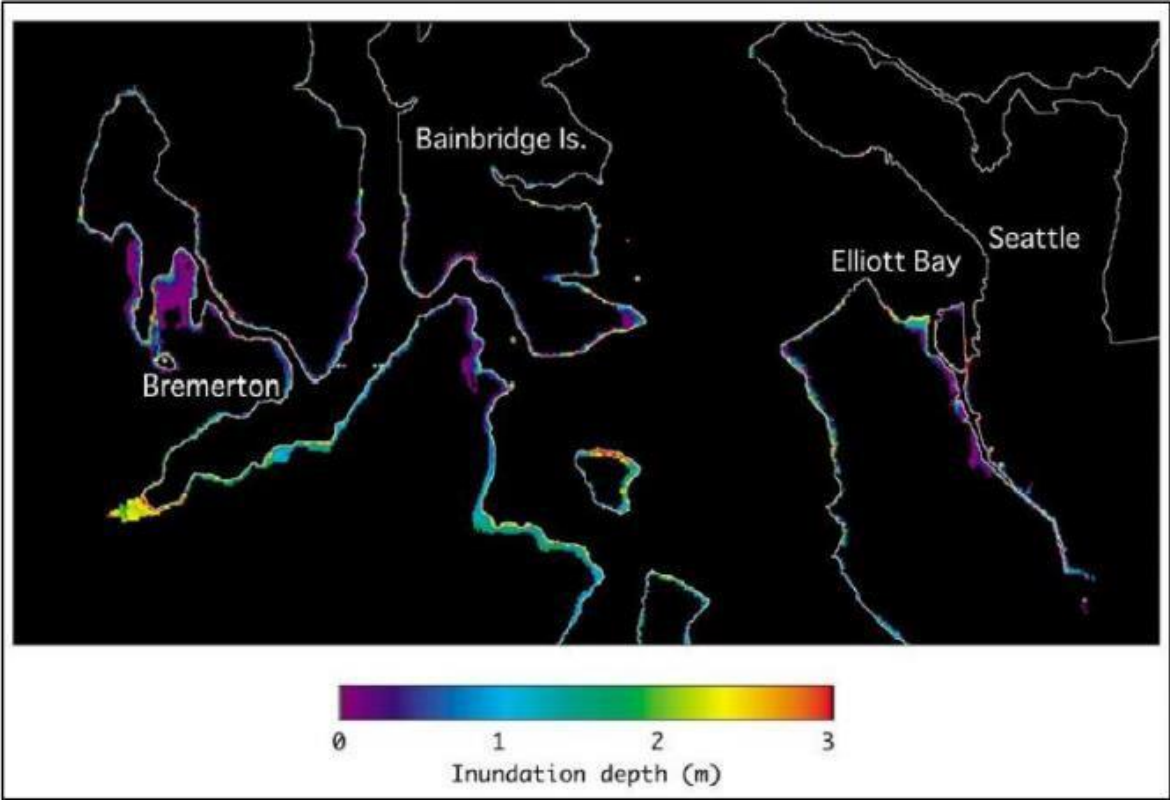 Bainbridge Is.
Seattle
Elliott Bay
Bremerton
0 1 2 3
Inundation depth (m)